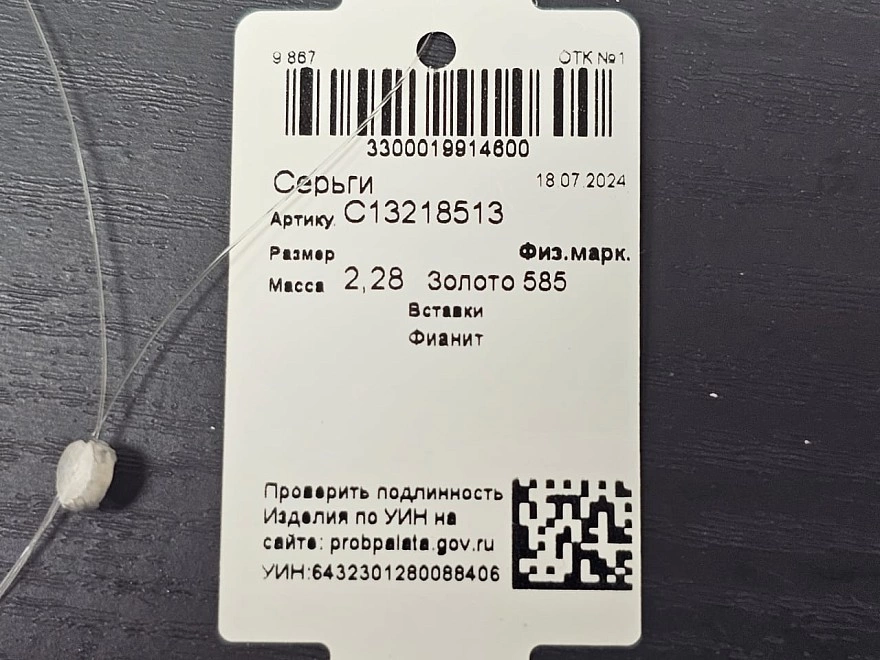 9 867 ОТК №1
3300019914600
Серьги 18 07 2024
Артику. С13218513
Размер Физ.марк.
Масса 2,28 Золото 585
Вставки
Фианит
Проверить подлинность
Изделия по УИН на
сайте: probpalata.gov.ru
УИН:6432301280088406